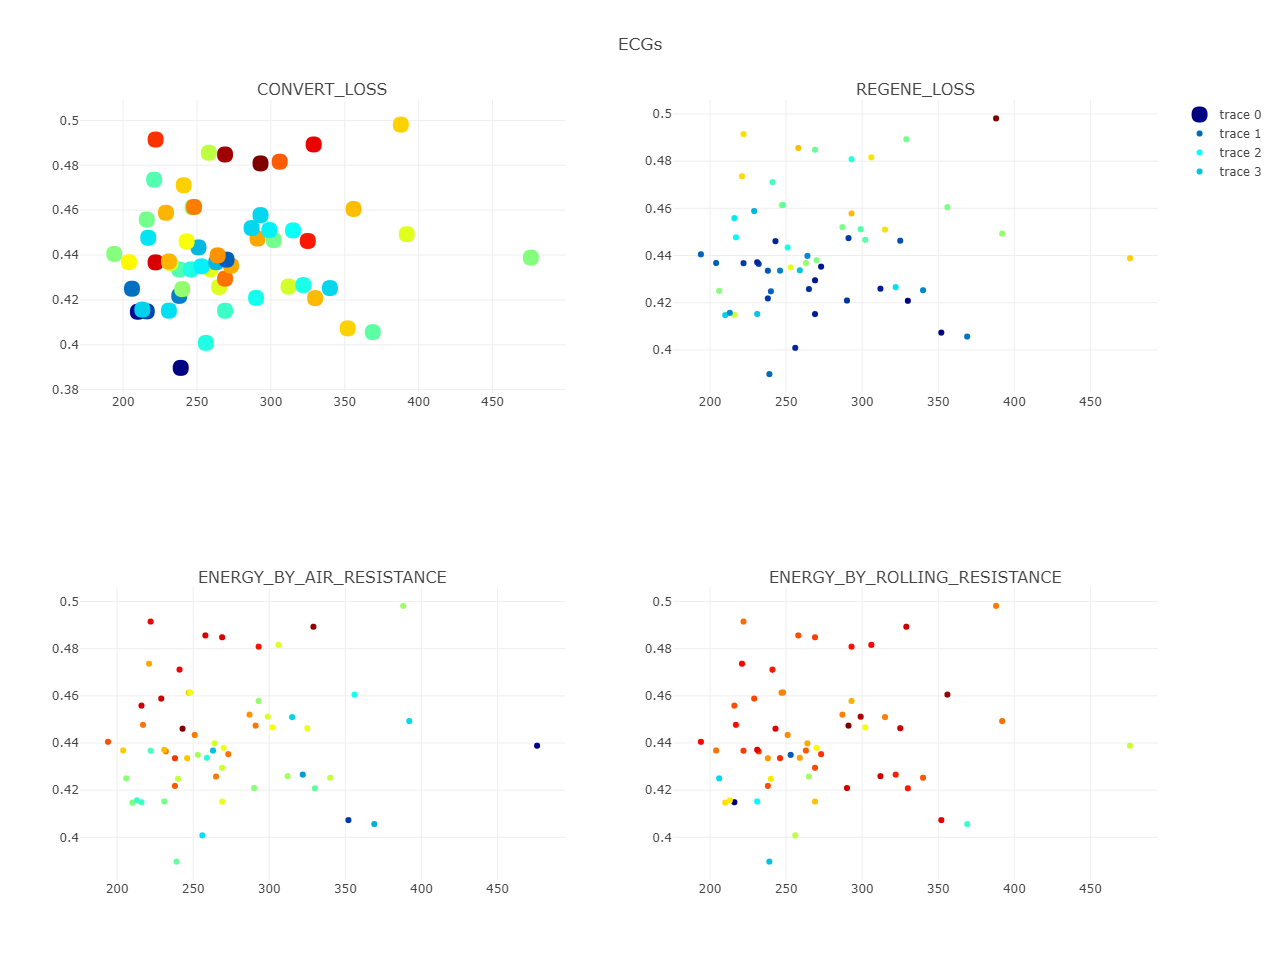 ECGs
CONVERT_LOSS
0.5
0.48
0.46
0.44
0.42
0.4
0.38
200 250 300 350 400 450
REGENE_LOSS
0.5
0.48
0.46
0.44
0.42
0.4
200 250 300 350 400 450
trace 0
trace 1
trace 2
trace 3
ENERGY_BY_AIR_RESISTANCE
0.5
0.48
0.46
0.44
0.42
0.4
200 250 300 350 400 450
ENERGY_BY_ROLLING_RESISTANCE
0.5
0.48
0.46
0.44
0.42
0.4
200 250 300 350 400 450